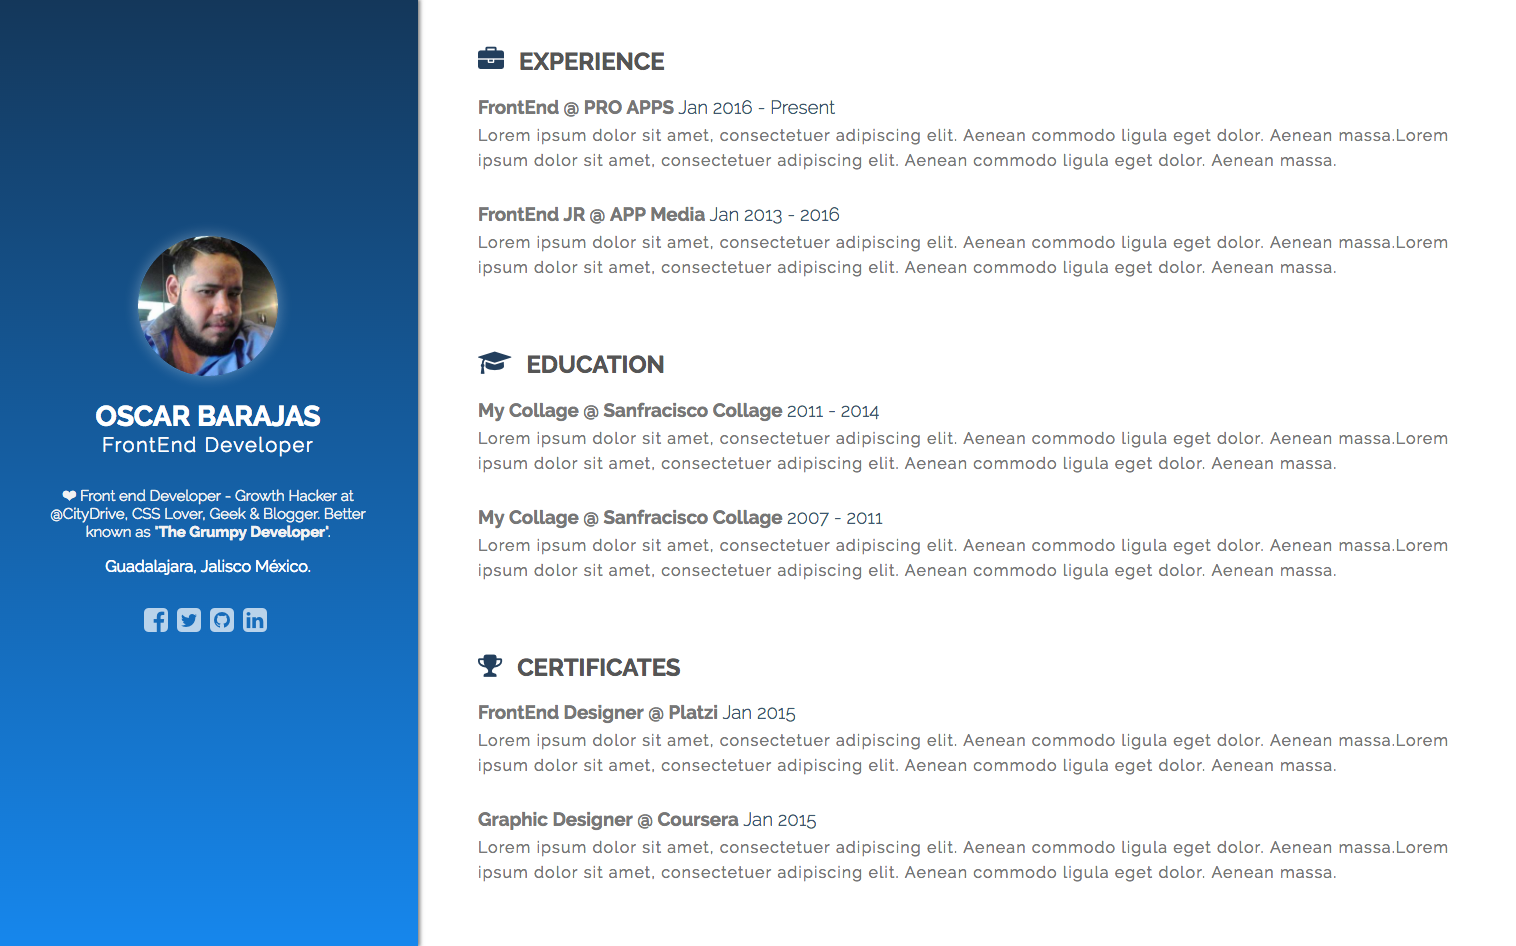 OSCAR BARAJAS
FrontEnd Developer
❤ Front end Developer - Growth Hacker at
@CityDrive, CSS Lover, Geek & Blogger. Better
known as "The Grumpy Developer".
Guadalajara, Jalisco México.
EXPERIENCE
FrontEnd @ PRO APPS Jan 2016 - Present
Lorem ipsum dolor sit amet, consectetuer adipiscing elit. Aenean commodo ligula eget dolor. Aenean massa.Lorem
ipsum dolor sit amet, consectetuer adipiscing elit. Aenean commodo ligula eget dolor. Aenean massa.
FrontEnd JR @ APP Media Jan 2013 - 2016
Lorem ipsum dolor sit amet, consectetuer adipiscing elit. Aenean commodo ligula eget dolor. Aenean massa.Lorem
ipsum dolor sit amet, consectetuer adipiscing elit. Aenean commodo ligula eget dolor. Aenean massa.
EDUCATION
My Collage @ Sanfracisco Collage 2011 - 2014
Lorem ipsum dolor sit amet, consectetuer adipiscing elit. Aenean commodo ligula eget dolor. Aenean massa.Lorem
ipsum dolor sit amet, consectetuer adipiscing elit. Aenean commodo ligula eget dolor. Aenean massa.
My Collage @ Sanfracisco Collage 2007 - 2011
Lorem ipsum dolor sit amet, consectetuer adipiscing elit. Aenean commodo ligula eget dolor. Aenean massa.Lorem
ipsum dolor sit amet, consectetuer adipiscing elit. Aenean commodo ligula eget dolor. Aenean massa.
CERTIFICATES
FrontEnd Designer @ Platzi Jan 2015
Lorem ipsum dolor sit amet, consectetuer adipiscing elit. Aenean commodo ligula eget dolor. Aenean massa.Lorem
ipsum dolor sit amet, consectetuer adipiscing elit. Aenean commodo ligula eget dolor. Aenean massa.
Graphic Designer @ Coursera Jan 2015
Lorem ipsum dolor sit amet, consectetuer adipiscing elit. Aenean commodo ligula eget dolor. Aenean massa.Lorem
ipsum dolor sit amet, consectetuer adipiscing elit. Aenean commodo ligula eget dolor. Aenean massa.